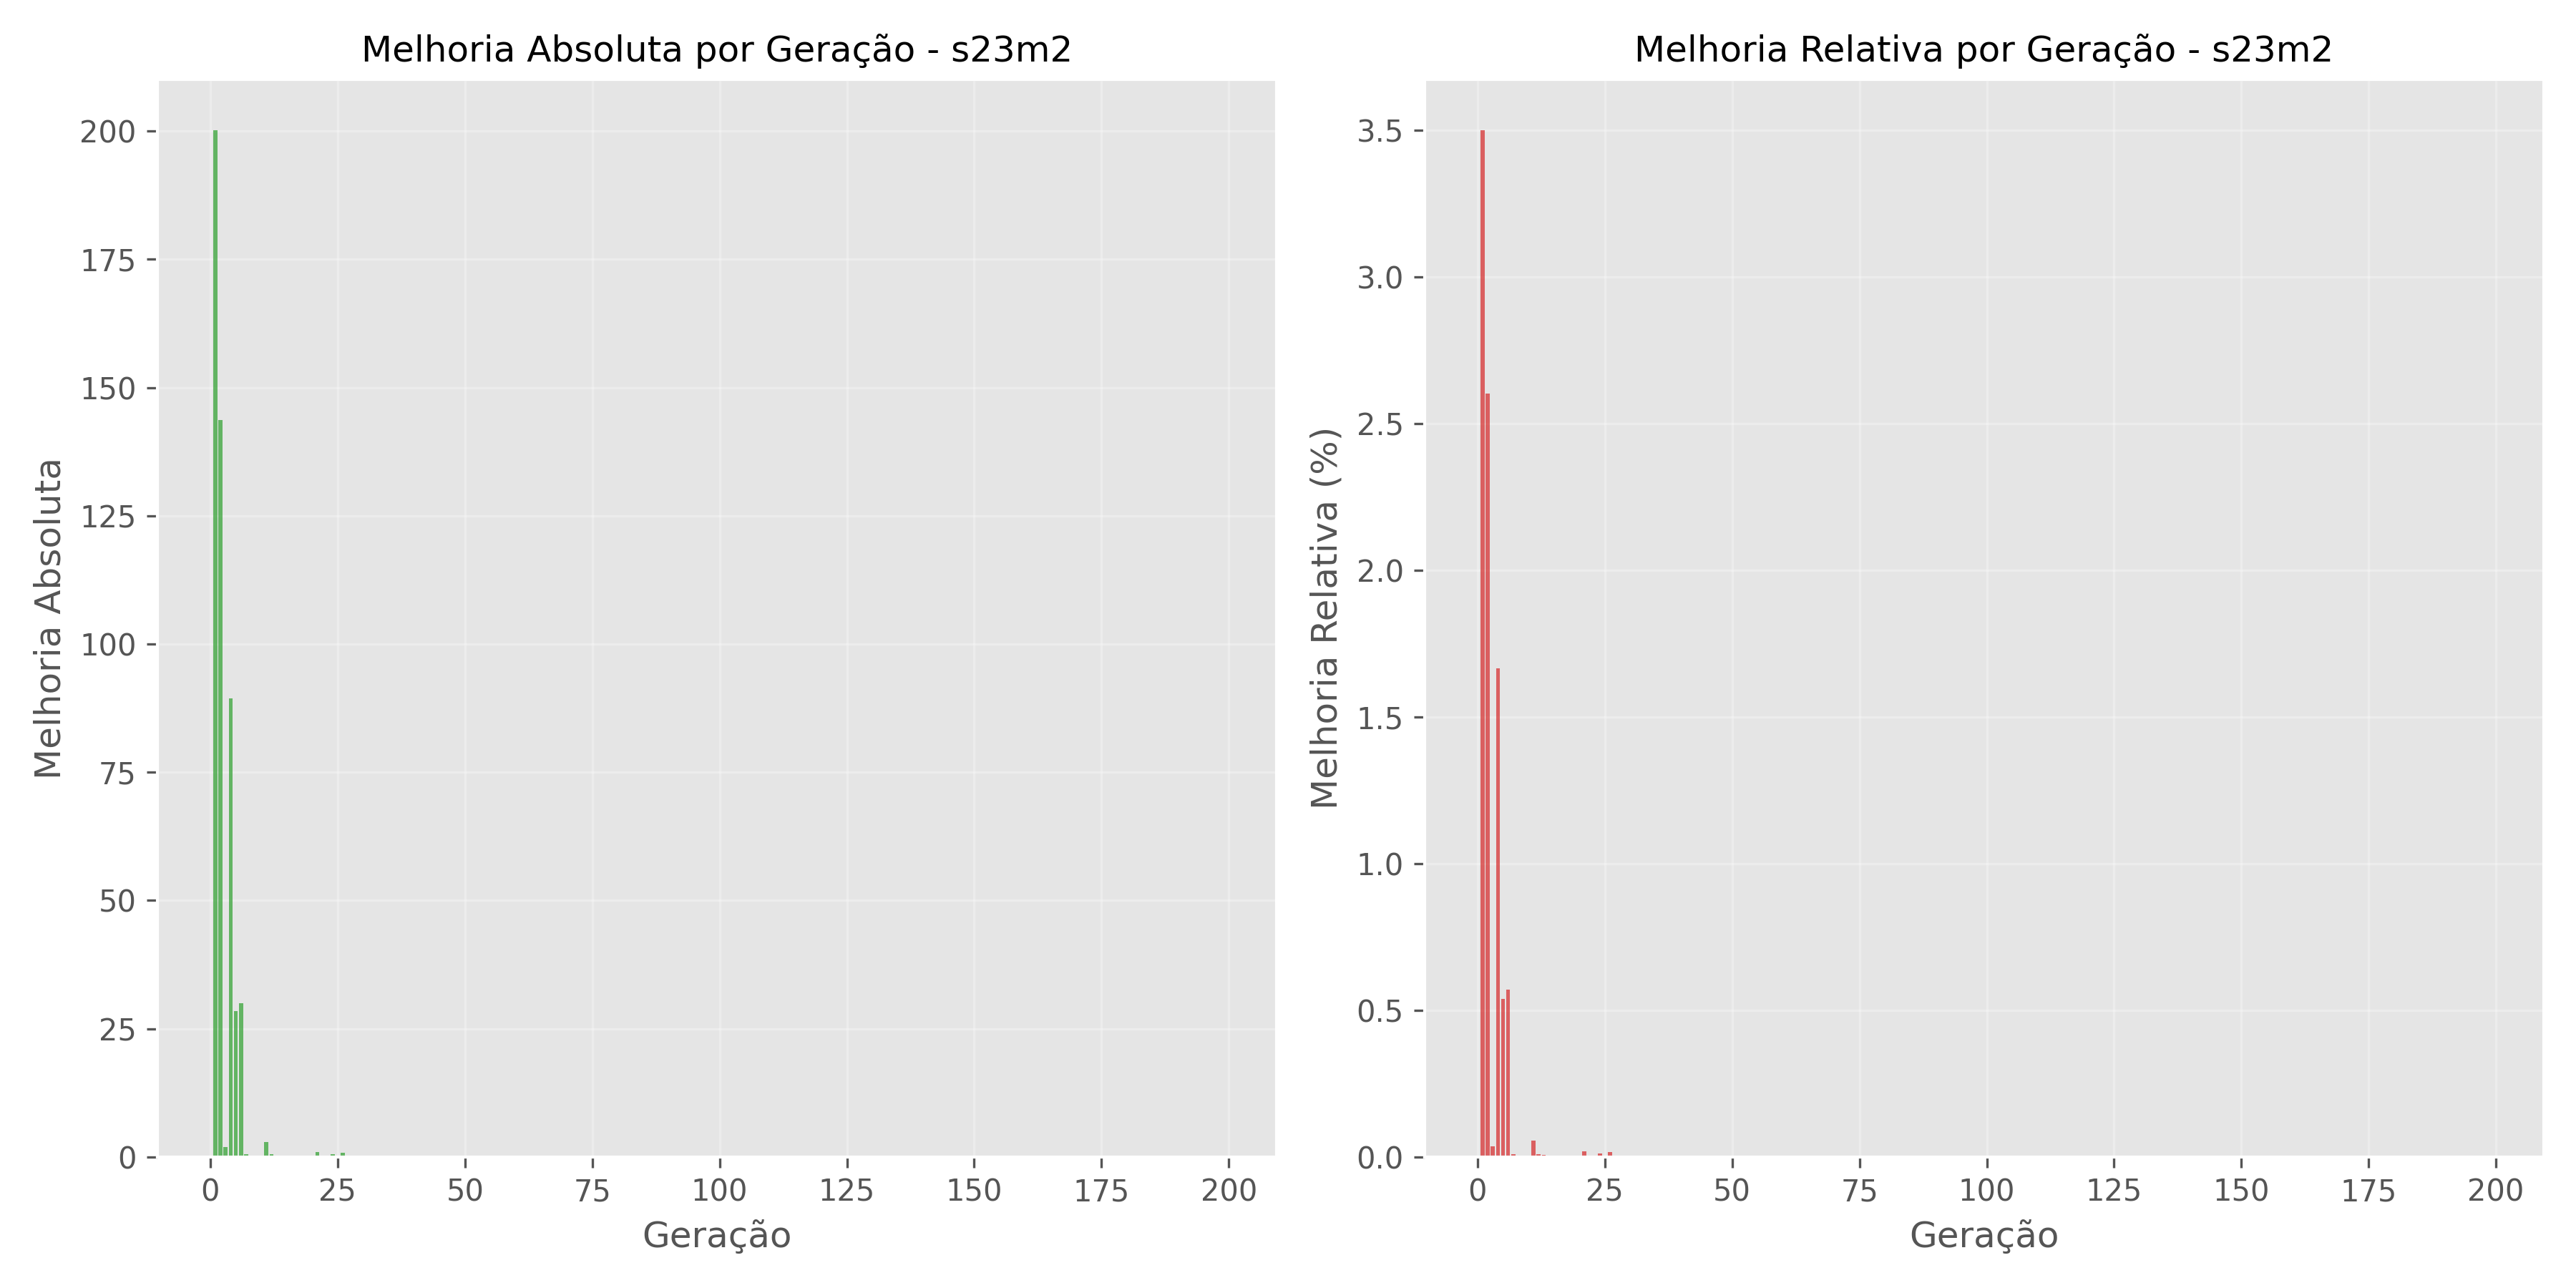 Melhoria Absoluta por Geração - s23m2
Melhoria Absoluta
200
175
150
125
100
75
50
25
0
0 25 50 75 100 125 150 175 200
Geração
Melhoria Relativa por Geração - s23m2
Melhoria Relativa (%)
3.5
3.0
2.5
2.0
1.5
1.0
0.5
0.0
0 25 50 75 100 125 150 175 200
Geração